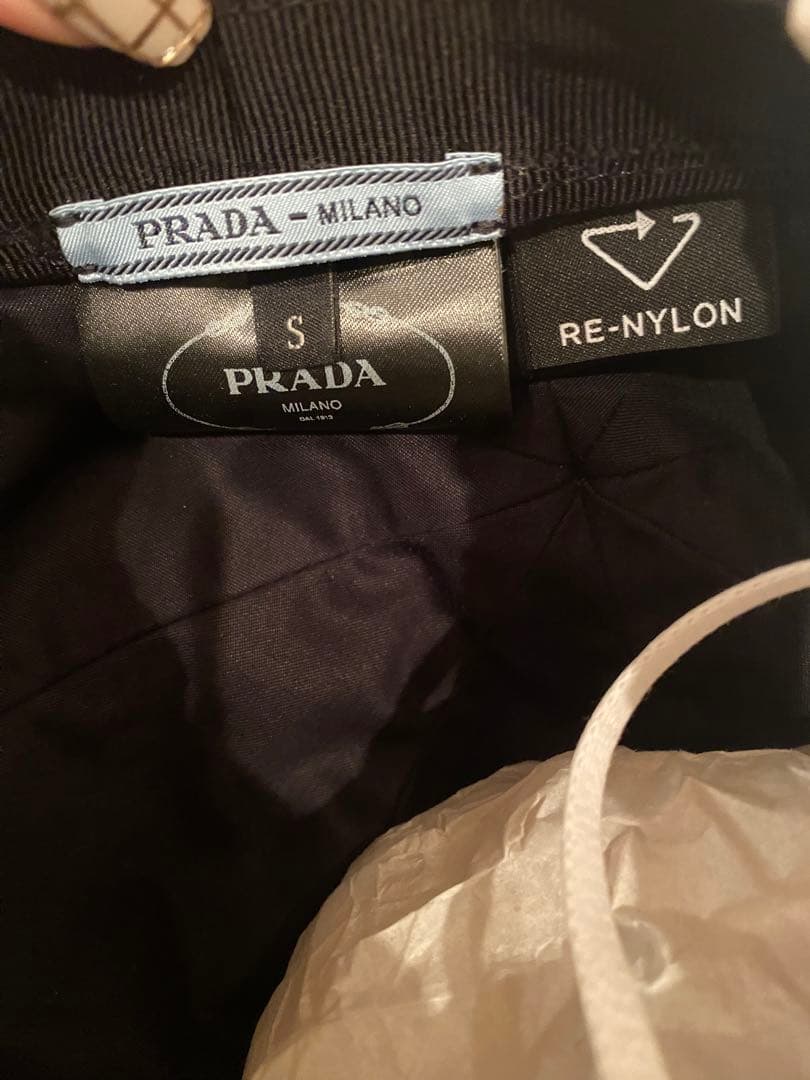 PRADA - MILANO
S
PRADA
MILANO
DAL 1913
RE-NYLON